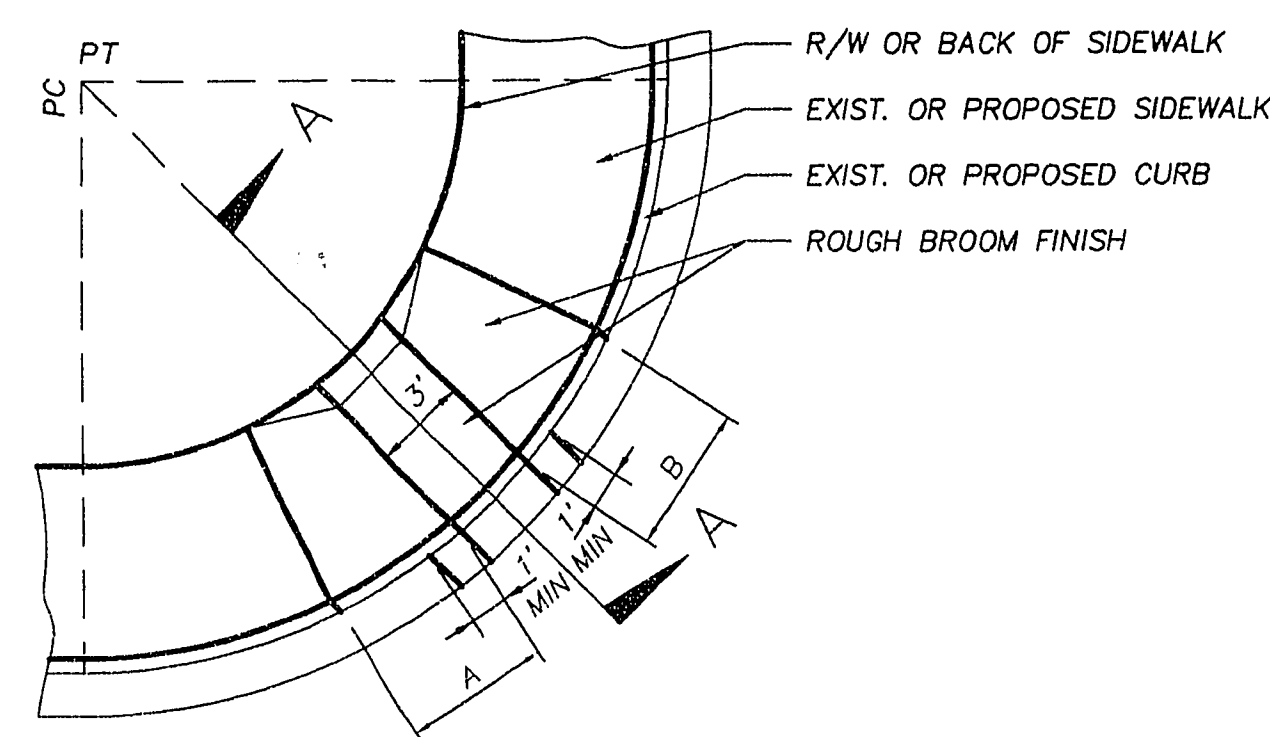 PT
PC
A
R/W OR BACK OF SIDEWALK
EXIST. OR PROPOSED SIDEWALK
EXIST. OR PROPOSED CURB
ROUGH BROOM FINISH
3'
B
1'
MIN
A
1'
MIN
A